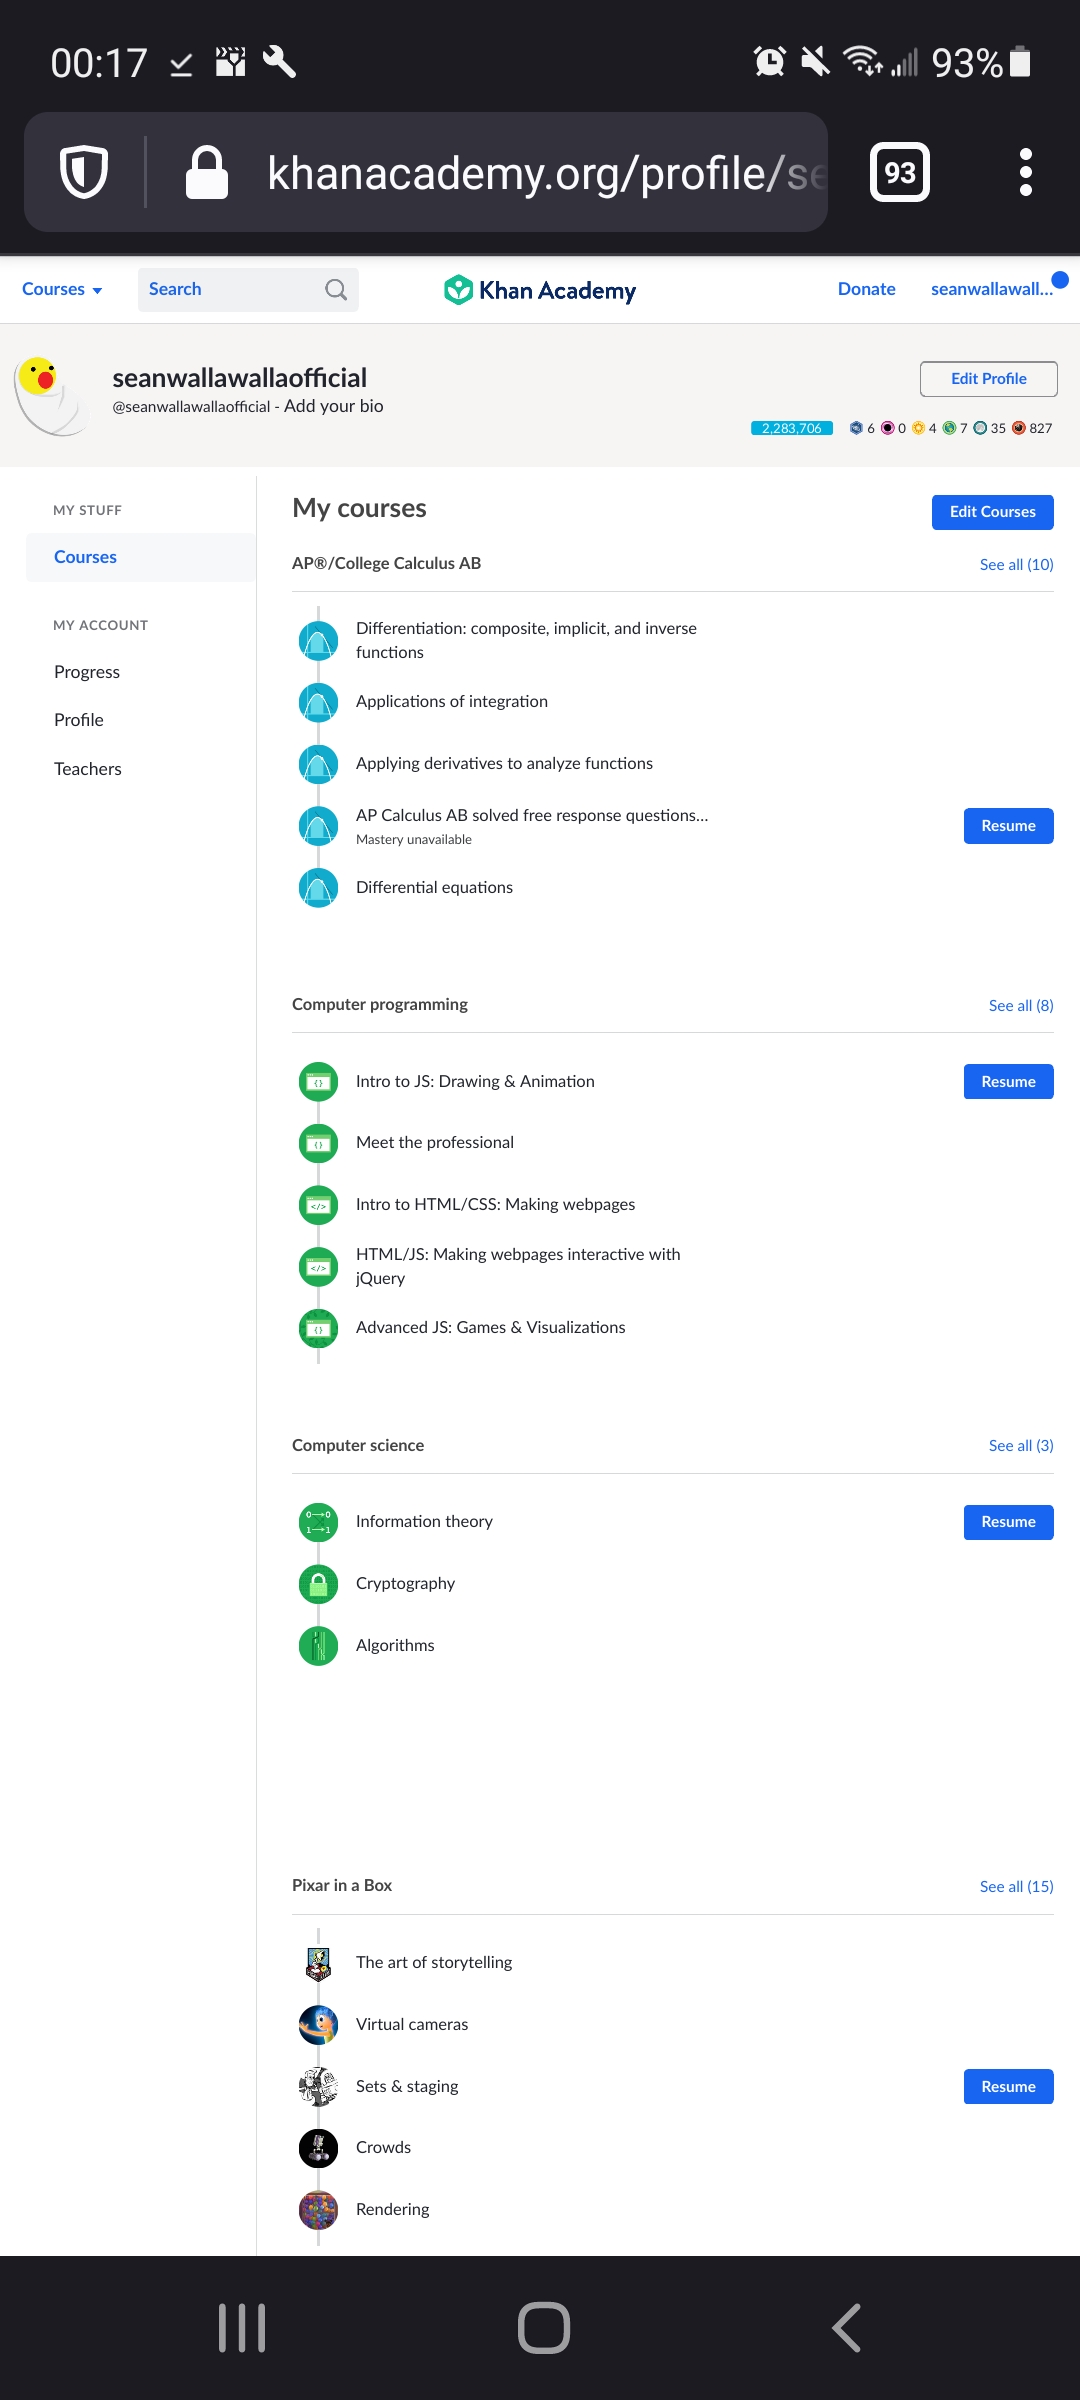 00:17
93%
khanacademy.org/profile/se
93
Courses
Search
Khan Academy
Donate
seanwallawall...
seanwallawallaofficial
@seanwallawallaofficial - Add your bio
Edit Profile
2,283,706 6 0 4 7 35 827
MY STUFF
Courses
MY ACCOUNT
Progress
Profile
Teachers
My courses
Edit Courses
AP®/College Calculus AB
See all (10)
Differentiation: composite, implicit, and inverse
functions
Applications of integration
Applying derivatives to analyze functions
AP Calculus AB solved free response questions...
Mastery unavailable
Resume
Differential equations
Computer programming
See all (8)
Intro to JS: Drawing & Animation
Resume
Meet the professional
Intro to HTML/CSS: Making webpages
HTML/JS: Making webpages interactive with
jQuery
Advanced JS: Games & Visualizations
Computer science
See all (3)
Information theory
Resume
Cryptography
Algorithms
Pixar in a Box
See all (15)
The art of storytelling
Virtual cameras
Sets & staging
Resume
Crowds
Rendering